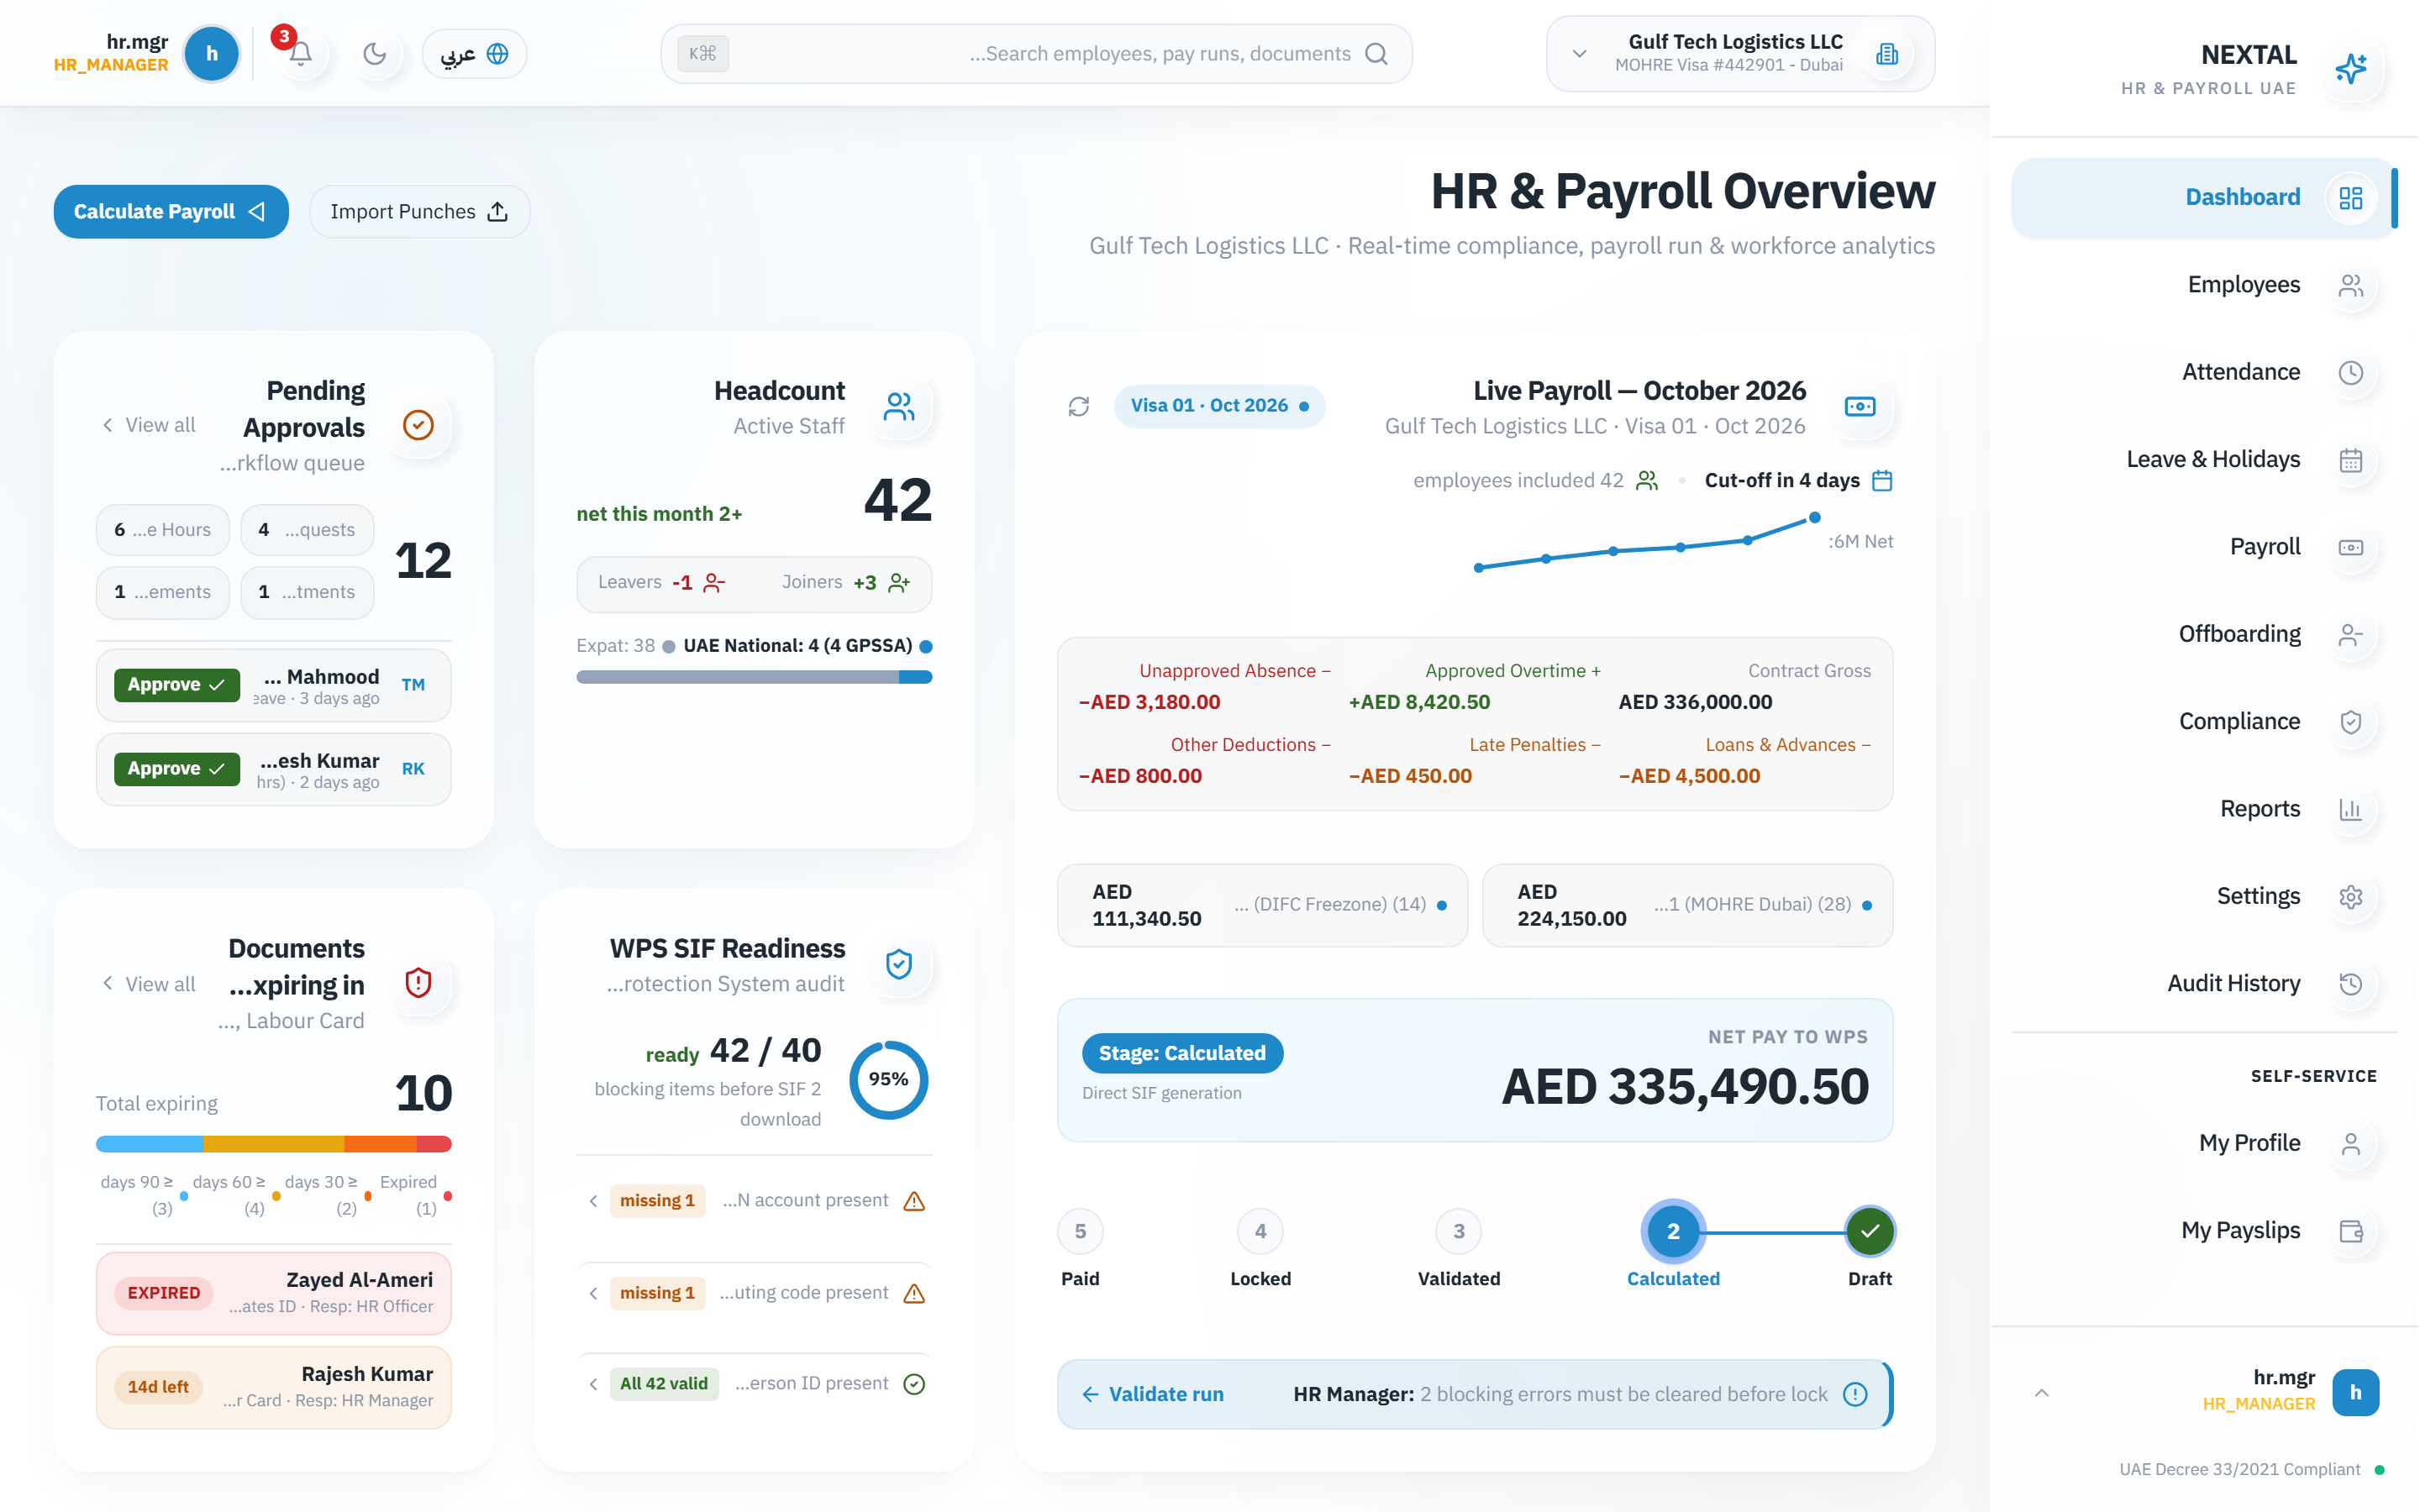 NEXTAL
HR & PAYROLL UAE
Dashboard
Employees
Attendance
Leave & Holidays
Payroll
Offboarding
Compliance
Reports
Settings
Audit History
SELF-SERVICE
My Profile
My Payslips
hr.mgr
HR_MANAGER
h
UAE Decree 33/2021 Compliant
Gulf Tech Logistics LLC
MOHRE Visa #442901 - Dubai
...Search employees, pay runs, documents
K⌘
عربي
3
h
hr.mgr
HR_MANAGER
HR & Payroll Overview
Gulf Tech Logistics LLC · Real-time compliance, payroll run & workforce analytics
Import Punches
Calculate Payroll
Live Payroll — October 2026
Gulf Tech Logistics LLC · Visa 01 · Oct 2026
Visa 01 · Oct 2026
Cut-off in 4 days
employees included 42
:6M Net
Contract Gross
AED 336,000.00
Approved Overtime +
+AED 8,420.50
Unapproved Absence –
–AED 3,180.00
Loans & Advances –
–AED 4,500.00
Late Penalties –
–AED 450.00
Other Deductions –
–AED 800.00
...1 (MOHRE Dubai) (28)
AED 224,150.00
... (DIFC Freezone) (14)
AED 111,340.50
NET PAY TO WPS
AED 335,490.50
Stage: Calculated
Direct SIF generation
Draft
2
Calculated
3
Validated
4
Locked
5
Paid
HR Manager: 2 blocking errors must be cleared before lock
← Validate run
Headcount
Active Staff
42
net this month 2+
Joiners +3
Leavers -1
UAE National: 4 (4 GPSSA)
Expat: 38
Pending Approvals
...rkflow queue
View all
12
4 ...quests
6 ...e Hours
1 ...tments
1 ...ements
TM
... Mahmood
eave · 3 days ago
Approve
RK
...esh Kumar
hrs) · 2 days ago
Approve
WPS SIF Readiness
...rotection System audit
95%
ready 42 / 40
blocking items before SIF 2
download
...N account present
missing 1
...uting code present
missing 1
...erson ID present
All 42 valid
Documents
...xpiring in
..., Labour Card
View all
10
Total expiring
Expired (1)
days 30 ≥ (2)
days 60 ≥ (4)
days 90 ≥ (3)
Zayed Al-Ameri
...ates ID · Resp: HR Officer
EXPIRED
Rajesh Kumar
...r Card · Resp: HR Manager
14d left